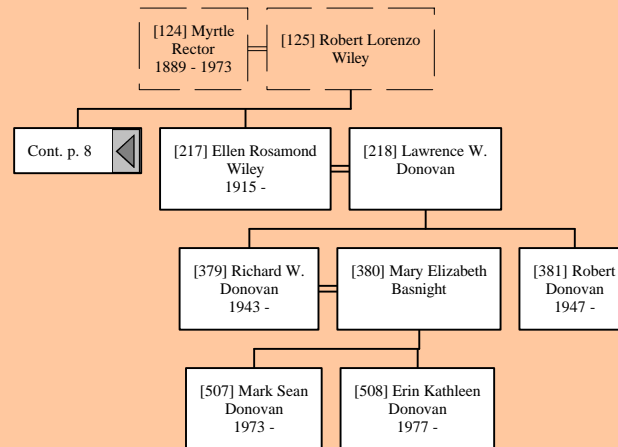 [124] Myrtle
Rector
1889 - 1973
[125] Robert Lorenzo
Wiley
Cont. p. 8
[217] Ellen Rosamond
Wiley
1915 -
[218] Lawrence W.
Donovan
[379] Richard W.
Donovan
1943 -
[380] Mary Elizabeth
Basnight
[381] Robert
Donovan
1947 -
[507] Mark Sean
Donovan
1973 -
[508] Erin Kathleen
Donovan
1977 -